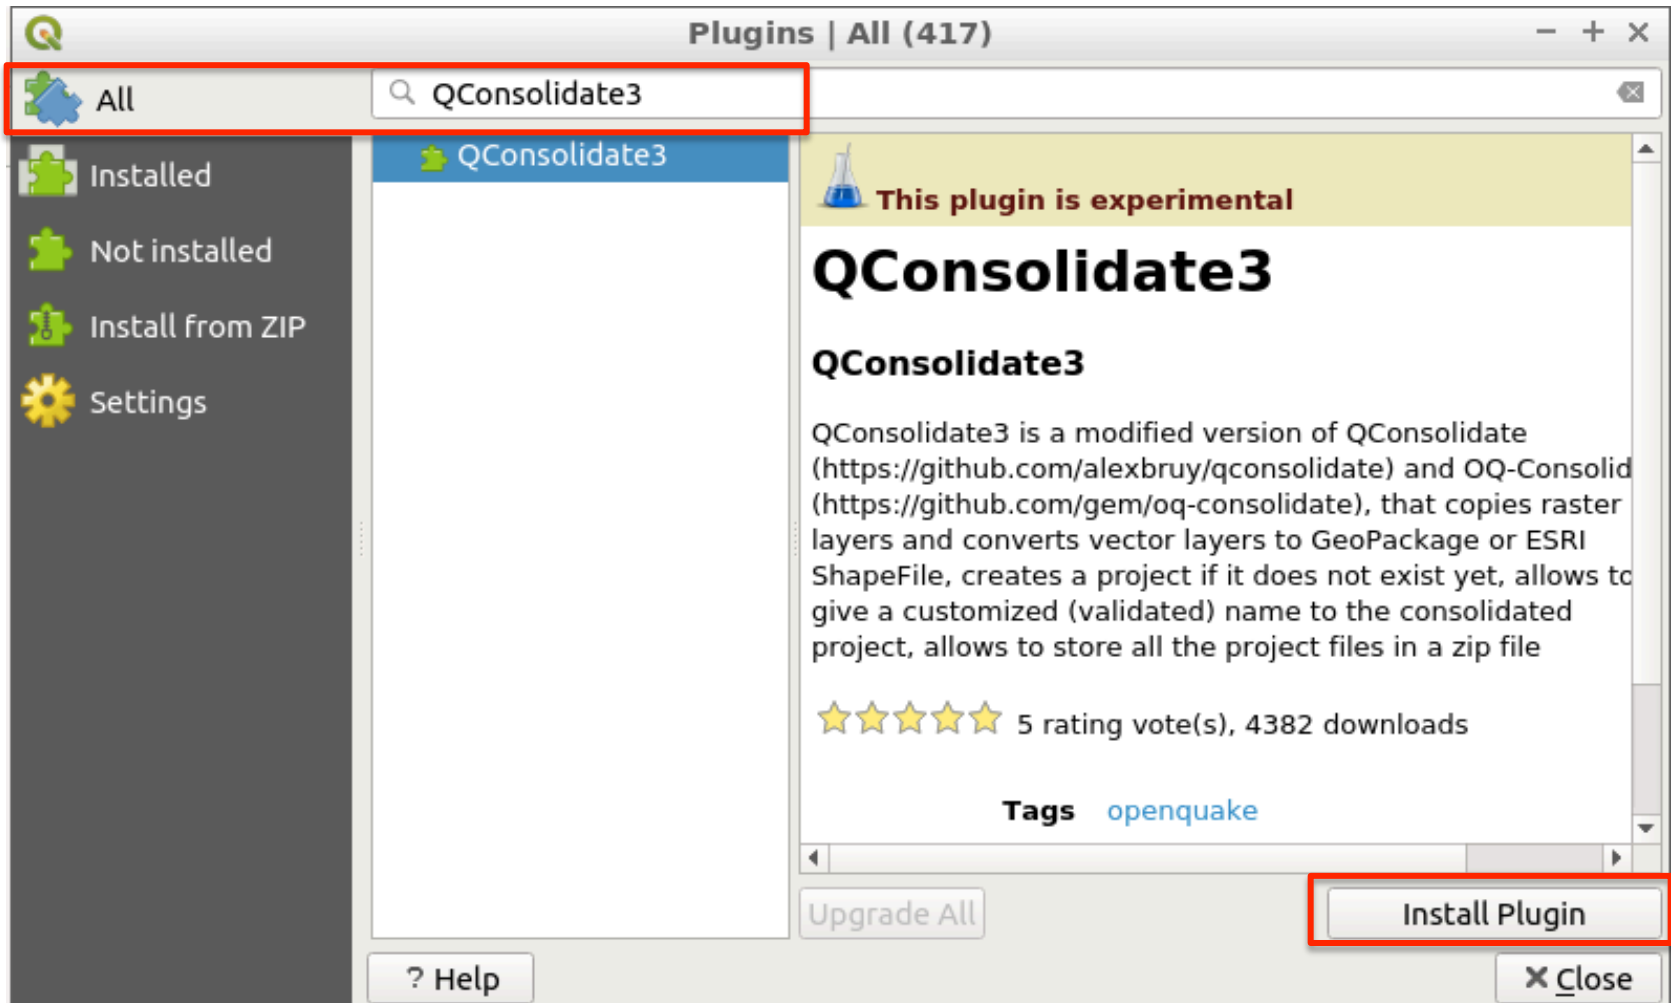 Plugins | All (417)
All
QConsolidate3
Installed
Not installed
Install from ZIP
Settings
QConsolidate3
This plugin is experimental
QConsolidate3
QConsolidate3
QConsolidate3 is a modified version of QConsolidate
(https://github.com/alexbruy/qconsolidate) and OQ-Consolid
(https://github.com/gem/oq-consolidate), that copies raster
layers and converts vector layers to GeoPackage or ESRI
ShapeFile, creates a project if it does not exist yet, allows to
give a customized (validated) name to the consolidated
project, allows to store all the project files in a zip file
5 rating vote(s), 4382 downloads
Tags openquake
Upgrade All
Install Plugin
? Help
Close